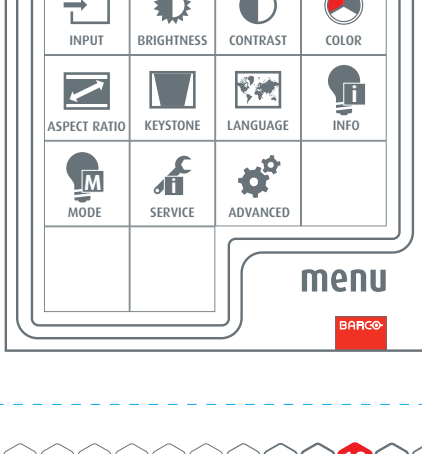 INPUT BRIGHTNESS CONTRAST COLOR
ASPECT RATIO KEYSTONE LANGUAGE INFO
M
MODE SERVICE ADVANCED
menu
BARCO